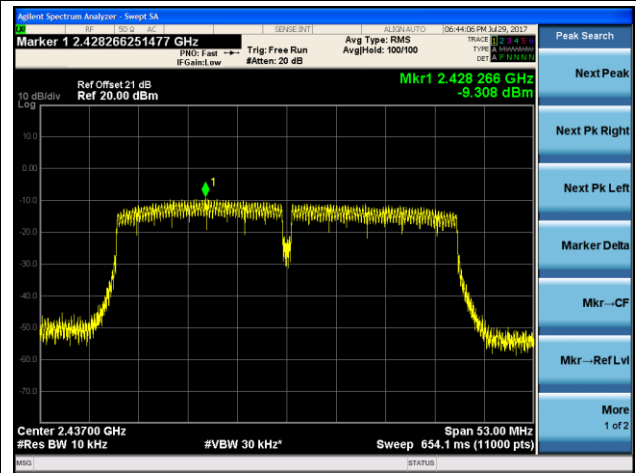 Agilent Spectrum Analyzer - Swept SA
RF 50 Ω AC SENSE:INT ALIGN AUTO 06:44:06 PM Jul 29, 2017
Marker 1 2.428266251477 GHz
PNO: Fast
IFGain:Low
Trig: Free Run
#Atten: 20 dB
Avg Type: RMS
Avg|Hold: 100/100
TRACE 1 2 3 4 5 6
TYPE A
DET A P N N N N
Peak Search
Ref Offset 21 dB
10 dB/div Ref 20.00 dBm
Log
Mkr1 2.428 266 GHz
-9.308 dBm
10.0
0.00
-10.0
-20.0
-30.0
-40.0
-50.0
-60.0
-70.0
1
Center 2.43700 GHz Span 53.00 MHz
#Res BW 10 kHz #VBW 30 kHz* Sweep 654.1 ms (11000 pts)
MSG STATUS
Next Peak
Next Pk Right
Next Pk Left
Marker Delta
Mkr→CF
Mkr→Ref Lvl
More
1 of 2